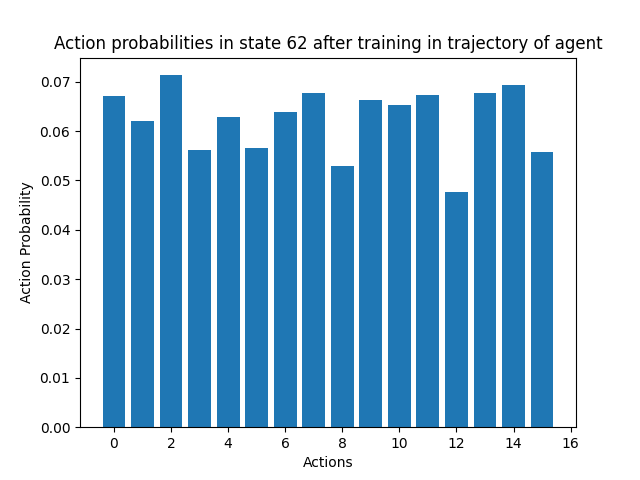 Action probabilities in state 62 after training in trajectory of agent
0.07
0.06
0.05
0.04
0.03
0.02
0.01
0.00
Action Probability
0 2 4 6 8 10 12 14 16
Actions